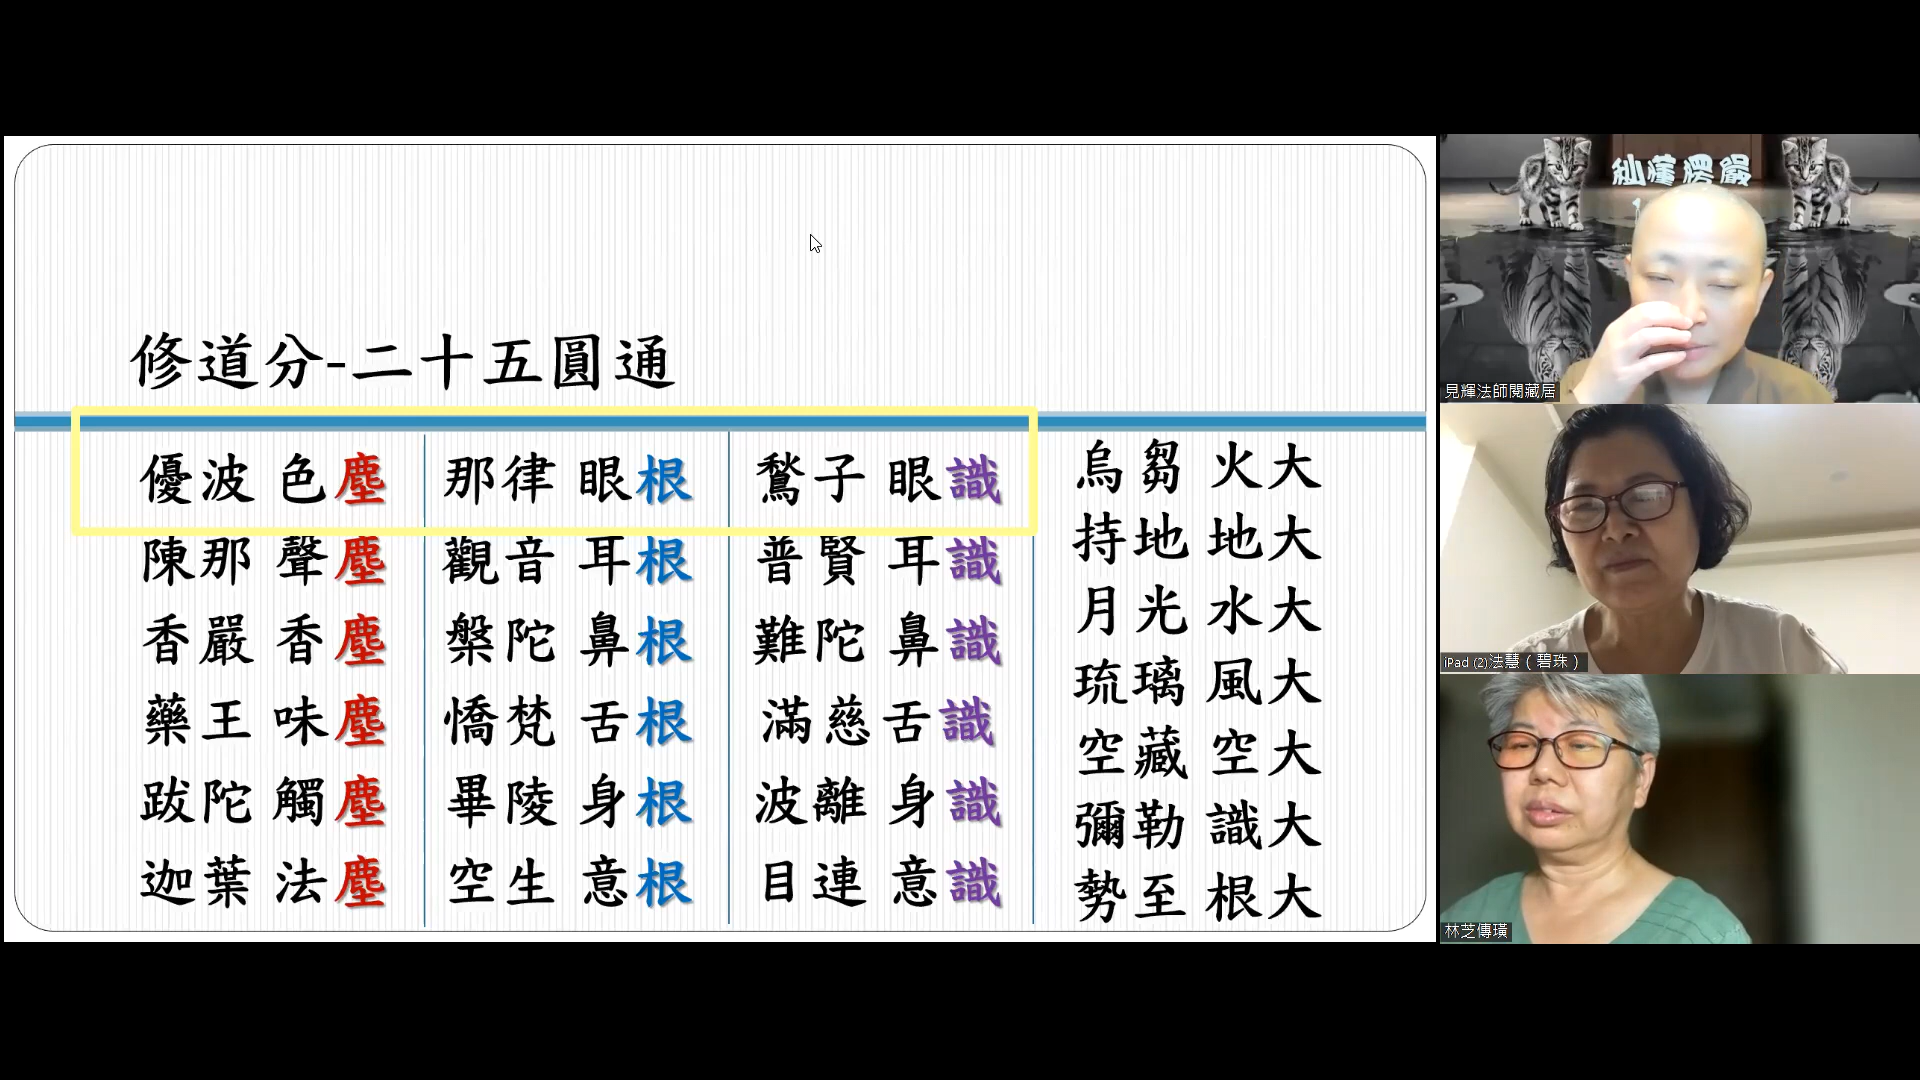 修道分-二十五圓通
優波 色塵 那律 眼根 鶖子 眼識
陳那 聲塵 觀音 耳根 普賢 耳識
香嚴 香塵 槃陀 鼻根 難陀 鼻識
藥王 味塵 憍梵 舌根 滿慈 舌識
跋陀 觸塵 畢陵 身根 波離 身識
迦葉 法塵 空生 意根 目連 意識
烏芻 火大
持地 地大
月光 水大
琉璃 風大
空藏 空大
彌勒 識大
勢至 根大
見輝法師閱藏居
iPad (2)法慧（碧珠）
林芝傳璜